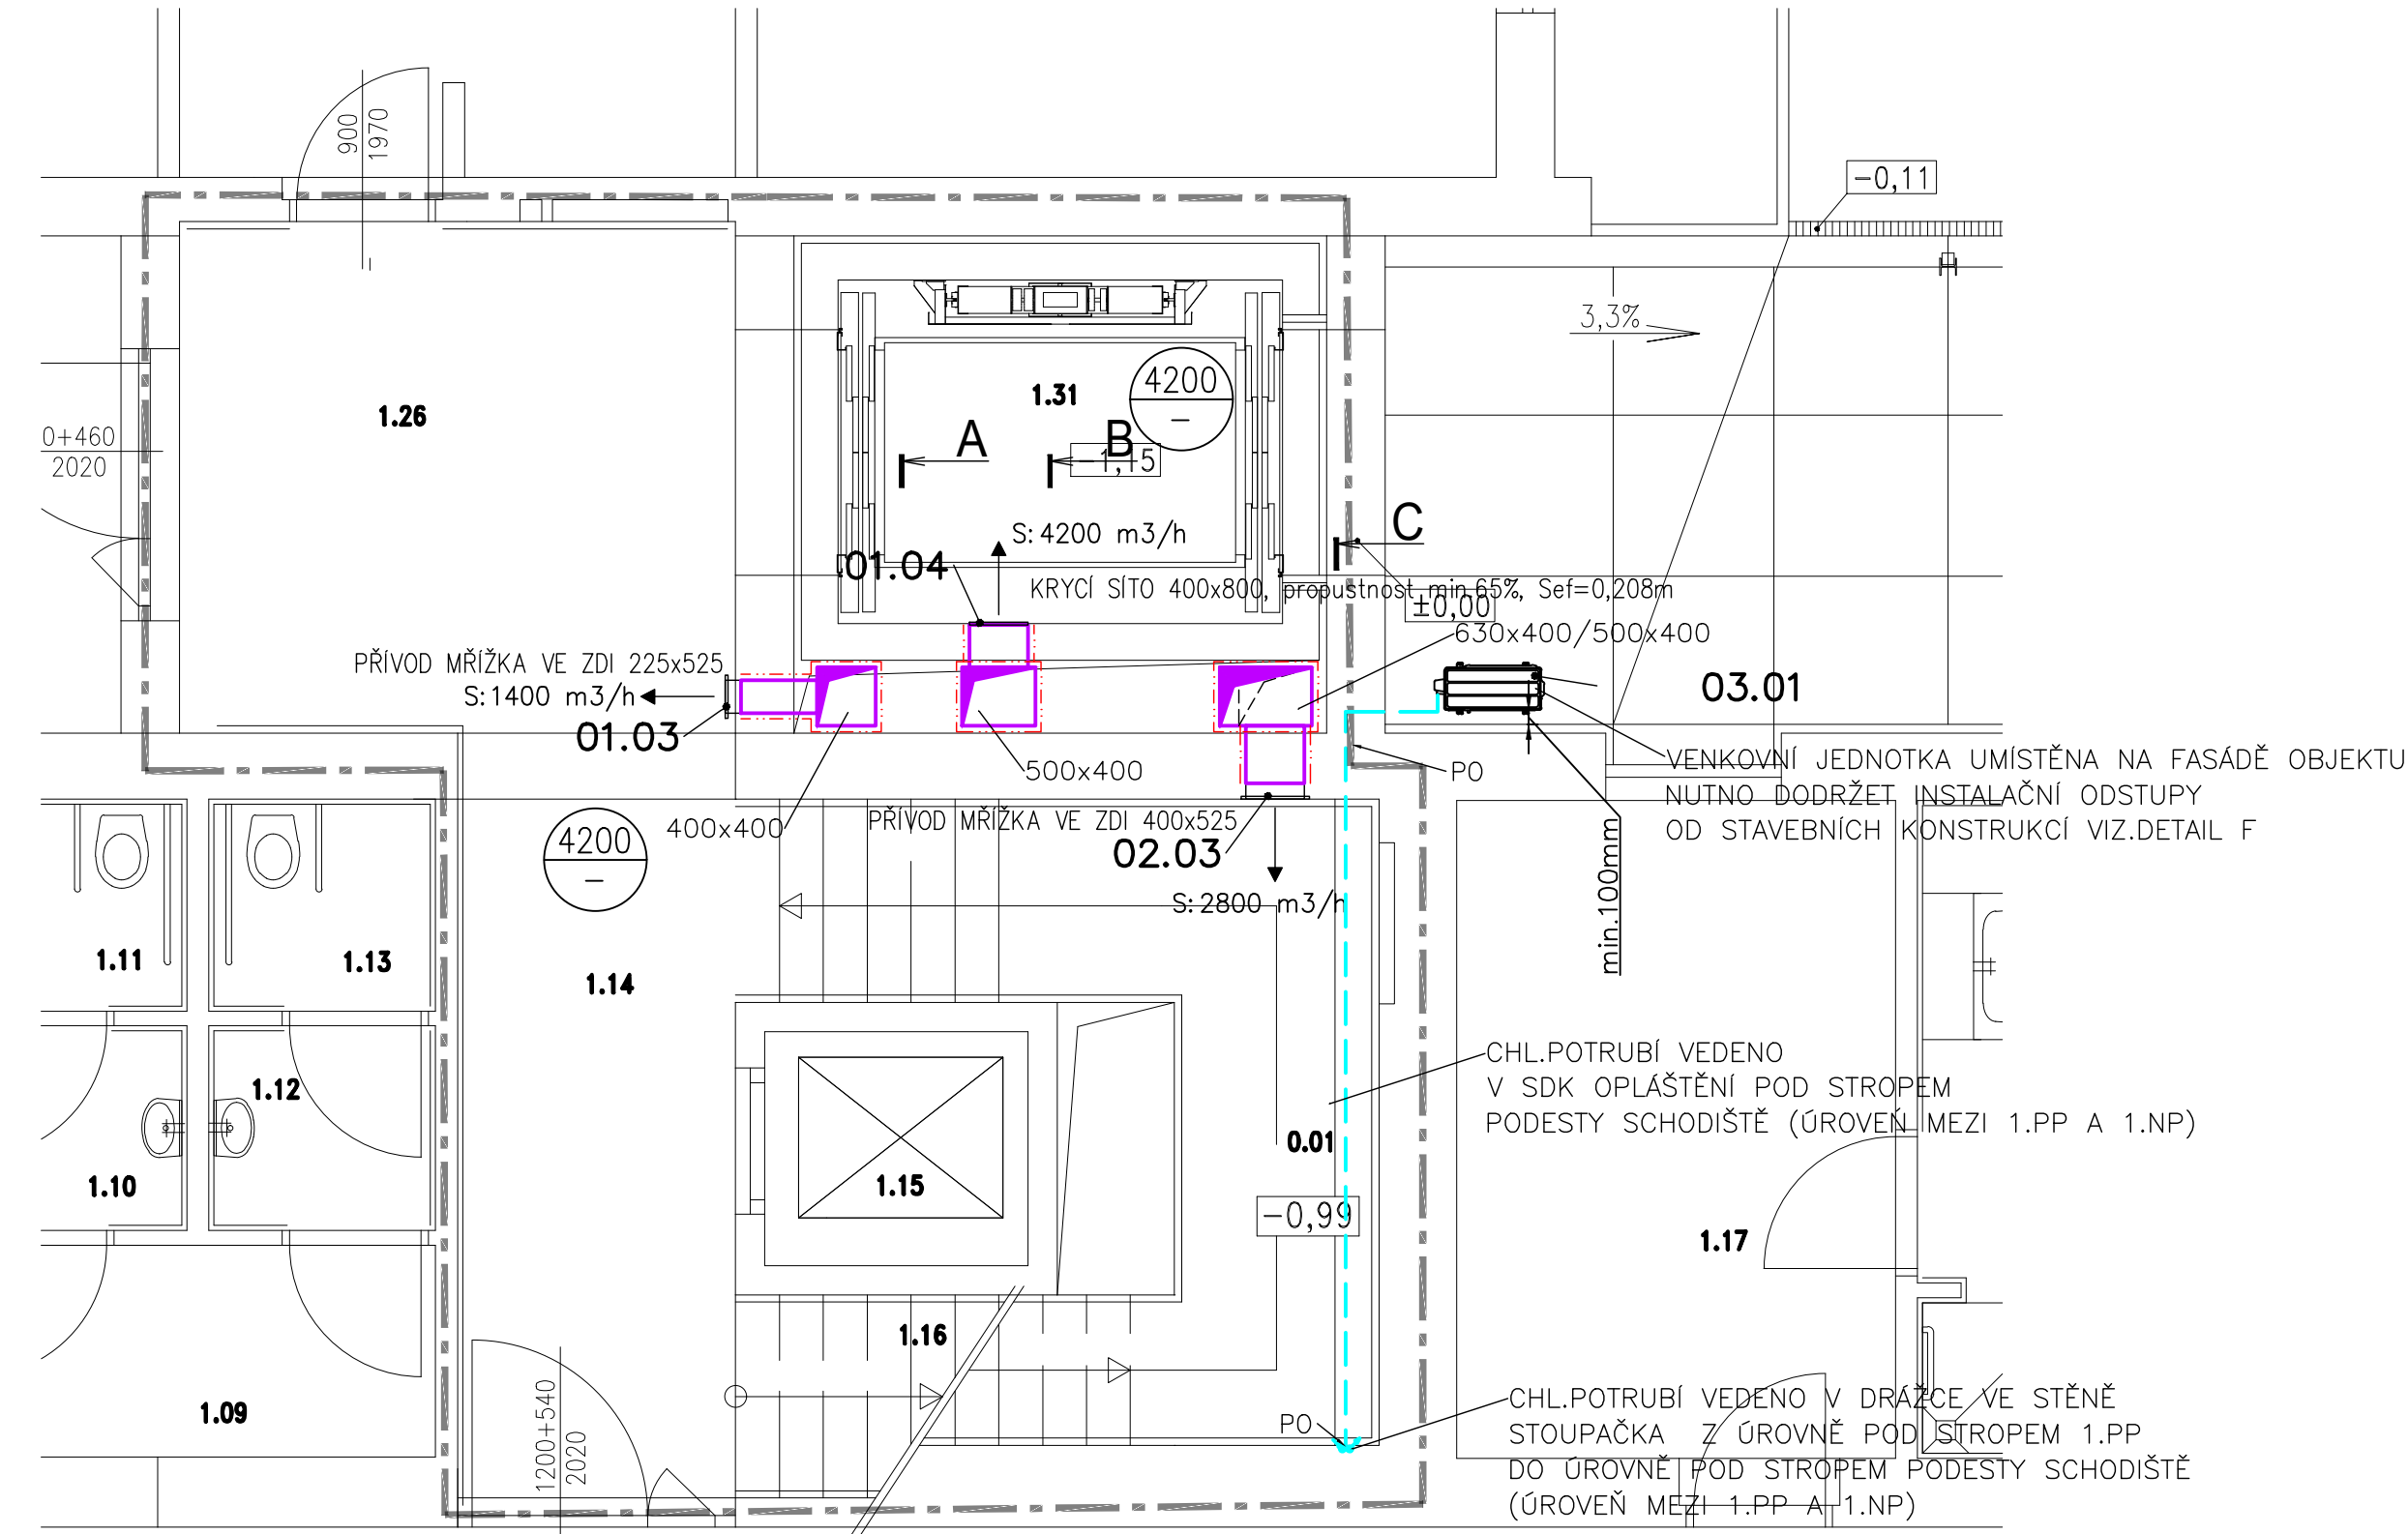 900
1970
-0,11
3,3%
1.31
4200
-
1.26
0+460
2020
A
B
-1,15
C
S: 4200 m3/h
01.04
KRYCÍ SÍTO 400x800, propustnost min.65%, Sef=0,208m
±0,00
630x400/500x400
PŘÍVOD MŘÍŽKA VE ZDI 225x525
S: 1400 m3/h
01.03
03.01
500x400
PO
VENKOVNÍ JEDNOTKA UMÍSTĚNA NA FASÁDĚ OBJEKTU
NUTNO DODRŽET INSTALAČNÍ ODSTUPY
OD STAVEBNÍCH KONSTRUKCÍ VIZ.DETAIL F
4200
-
400x400
PŘÍVOD MŘÍŽKA VE ZDI 400x525
02.03
S: 2800 m3/h
min.100mm
1.11
1.13
1.14
CHL.POTRUBÍ VEDENO
V SDK OPLÁŠTĚNÍ POD STROPEM
PODESTY SCHODIŠTĚ (ÚROVEŇ MEZI 1.PP A 1.NP)
1.12
0.01
1.10
1.15
-0,99
1.17
1.16
1.09
1200+540
2020
PO
CHL.POTRUBÍ VEDENO V DRÁŽCE VE STĚNĚ
STOUPAČKA Z ÚROVNĚ POD STROPEM 1.PP
DO ÚROVNĚ POD STROPEM PODESTY SCHODIŠTĚ
(ÚROVEŇ MEZI 1.PP A 1.NP)